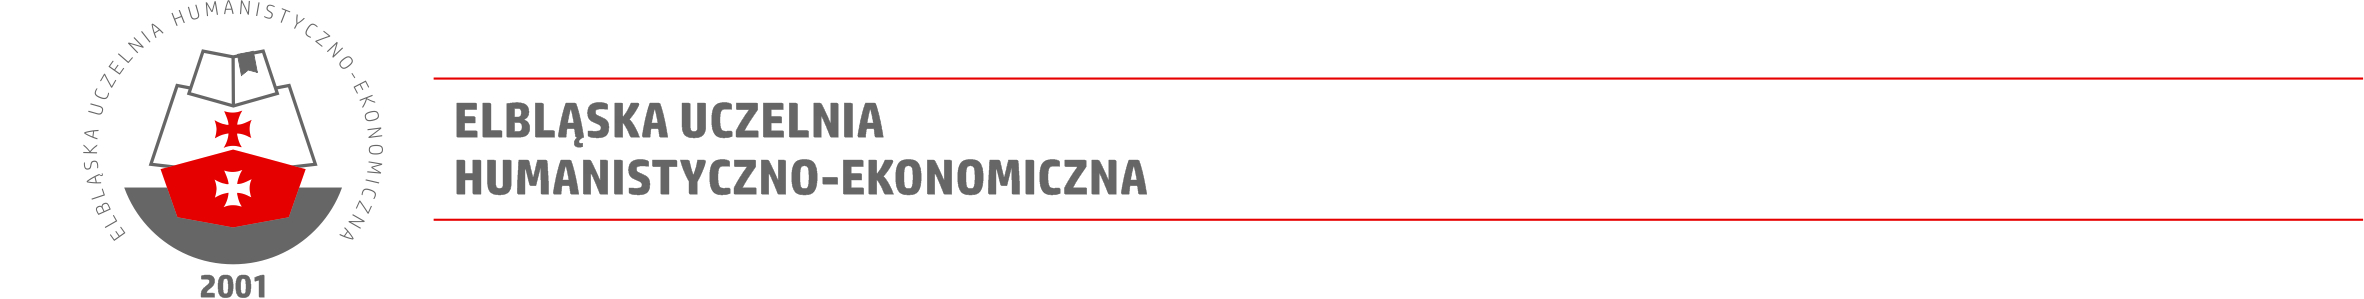 ELBLĄSKA UCZELNIA HUMANISTYCZNO-EKONOMICZNA
2001
ELBLĄSKA UCZELNIA
HUMANISTYCZNO-EKONOMICZNA